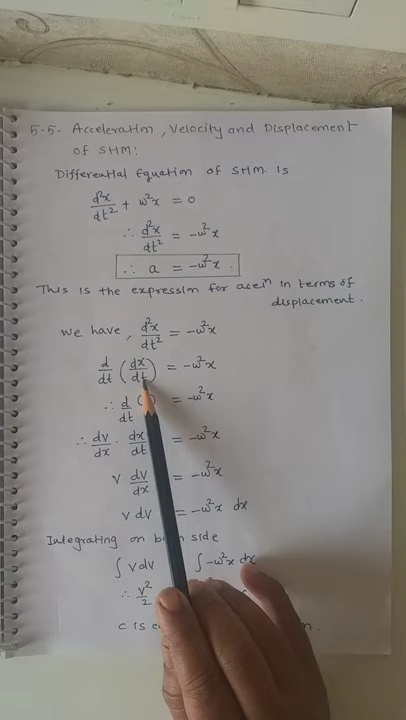 5.5. Acceleration, Velocity and Displacement
of SHM:
Differential Equation of SHM. is
d²x/dt² + ω²x = 0
∴ d²x/dt² = -ω²x
∴ a = -ω²x
This is the expression for accⁿ in terms of
displacement.
We have, d²x/dt² = -ω²x
d/dt (dx/dt) = -ω²x
∴ d/dt ( = -ω²x
∴ dv/dx . dx/dt = -ω²x
v dv/dx = -ω²x
v dv = -ω²x dx
Integrating on side
∫ v dv ∫ -ω²x dx
∴ v²/2
c is